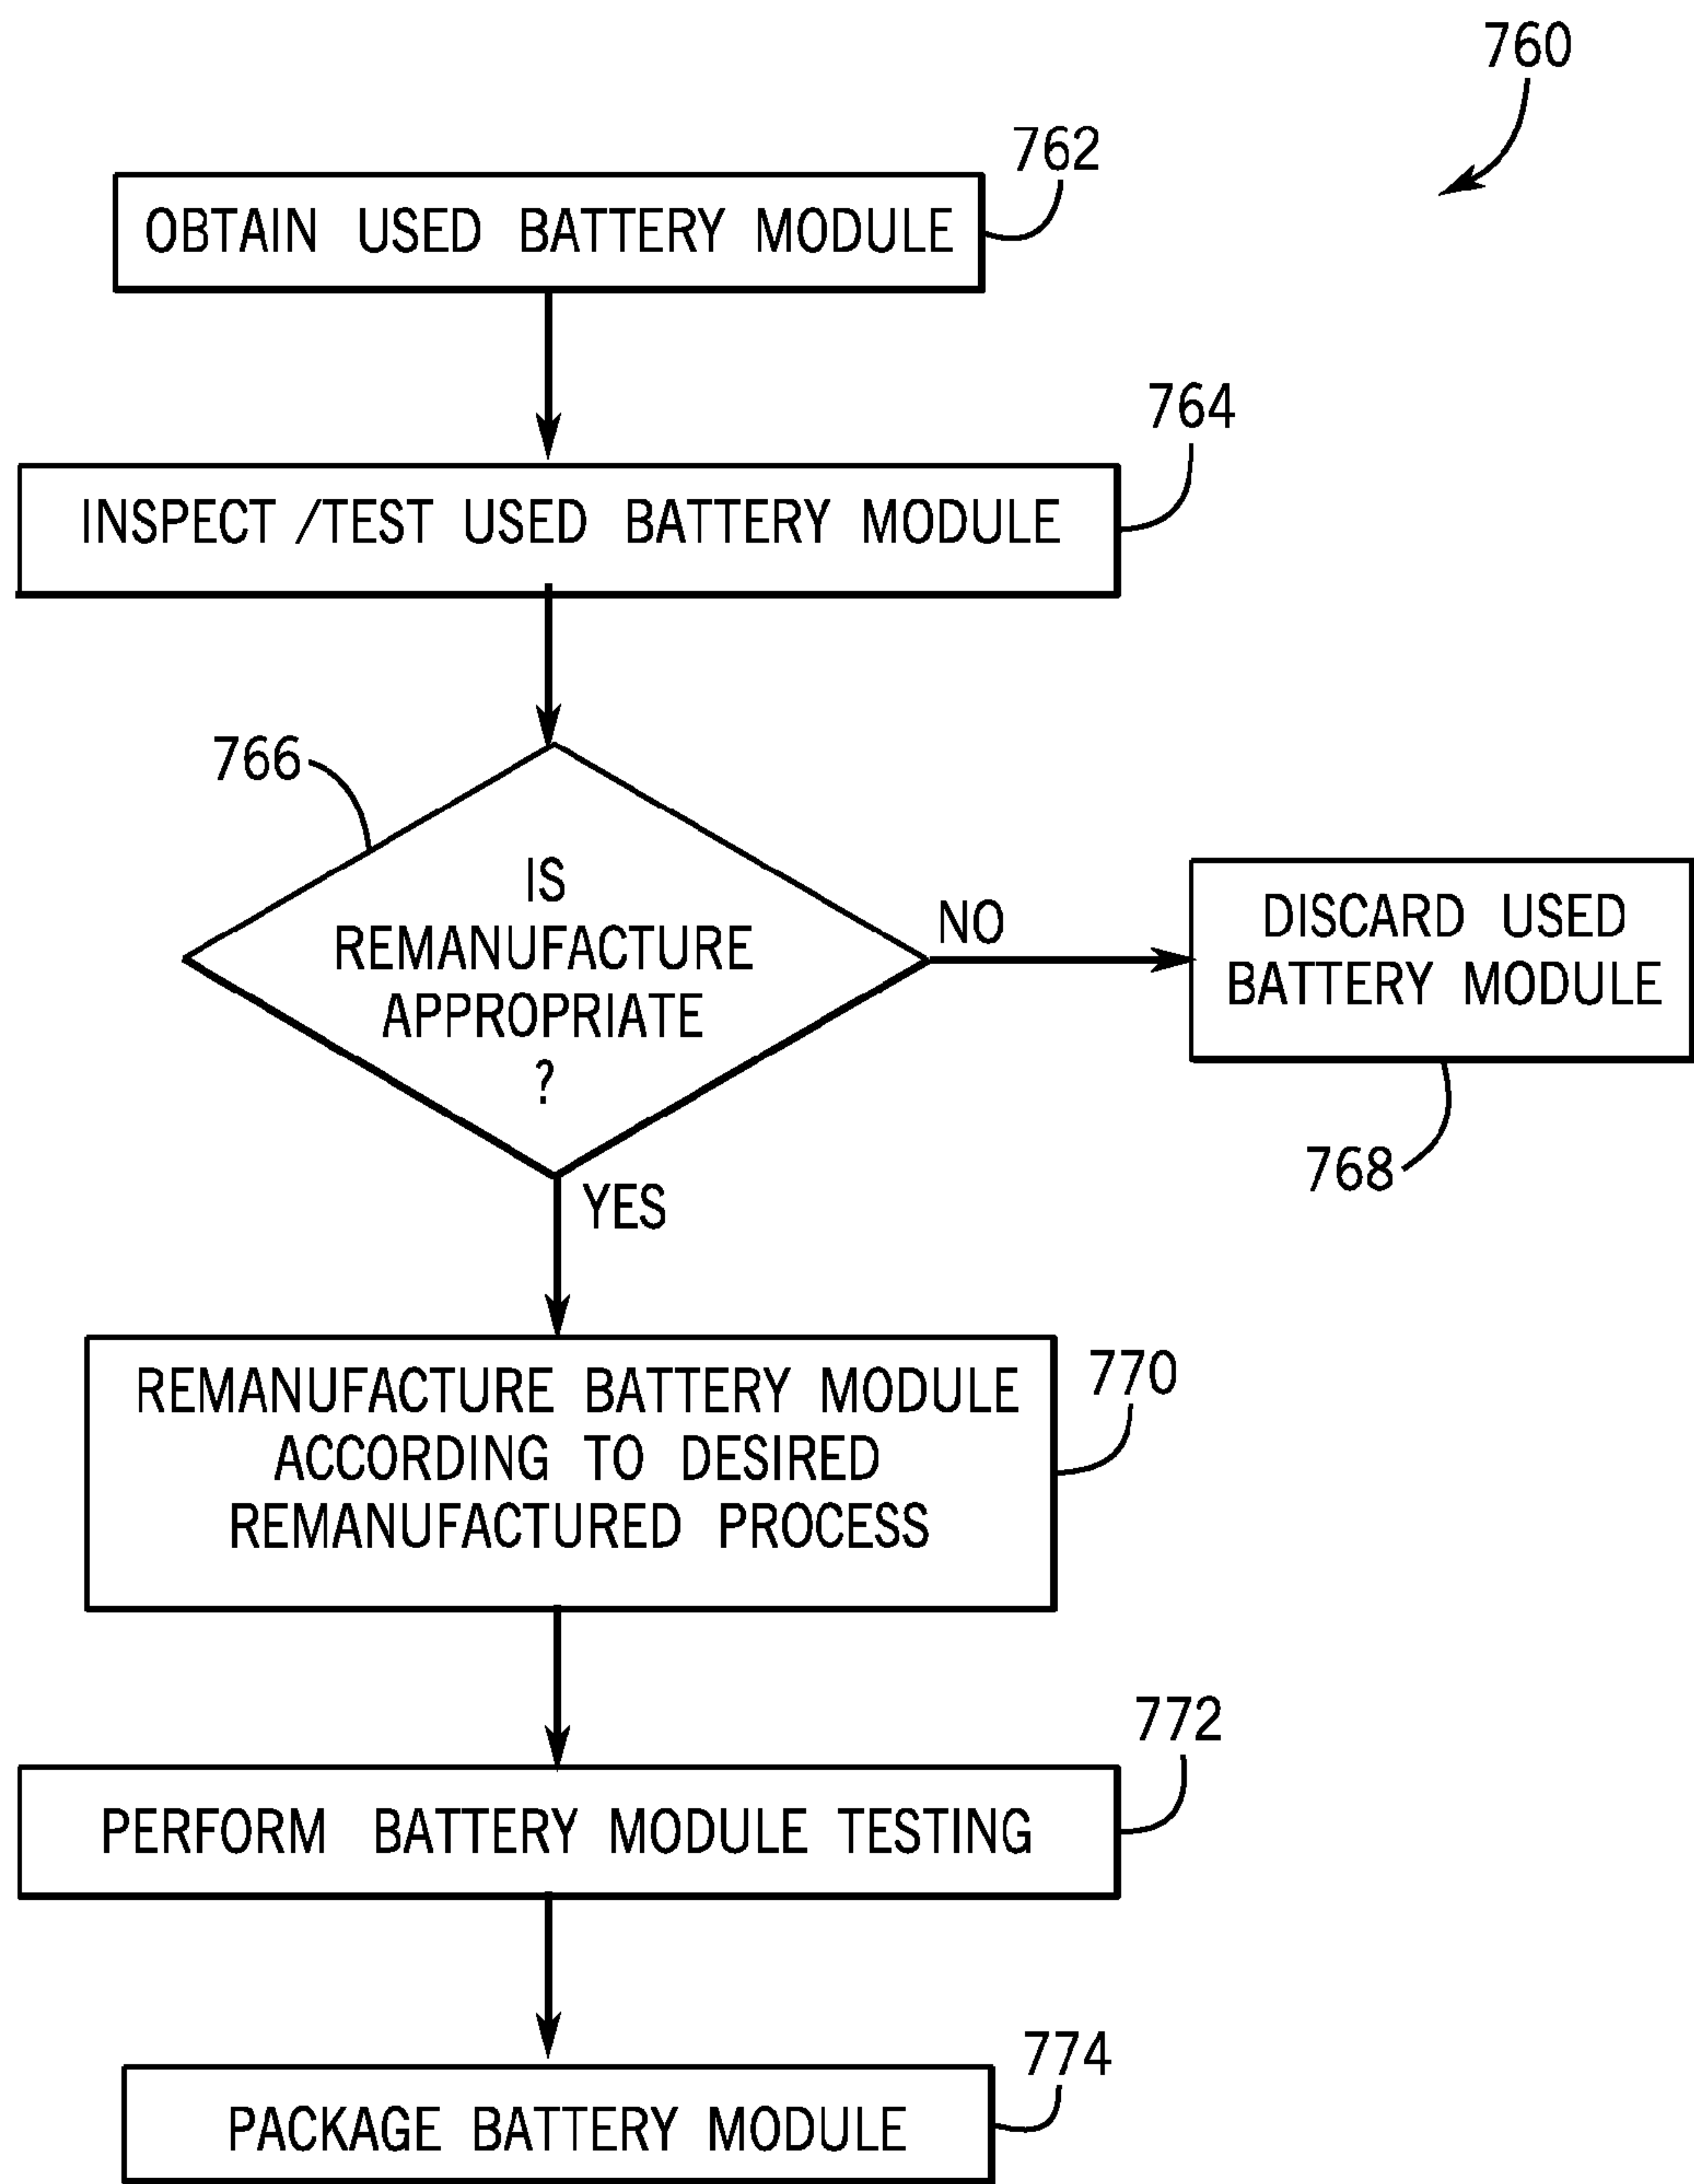 760
762
OBTAIN USED BATTERY MODULE
764
INSPECT /TEST USED BATTERY MODULE
766
IS
REMANUFACTURE
APPROPRIATE
?
NO
DISCARD USED
BATTERY MODULE
768
YES
770
REMANUFACTURE BATTERY MODULE
ACCORDING TO DESIRED
REMANUFACTURED PROCESS
772
PERFORM BATTERY MODULE TESTING
774
PACKAGE BATTERY MODULE